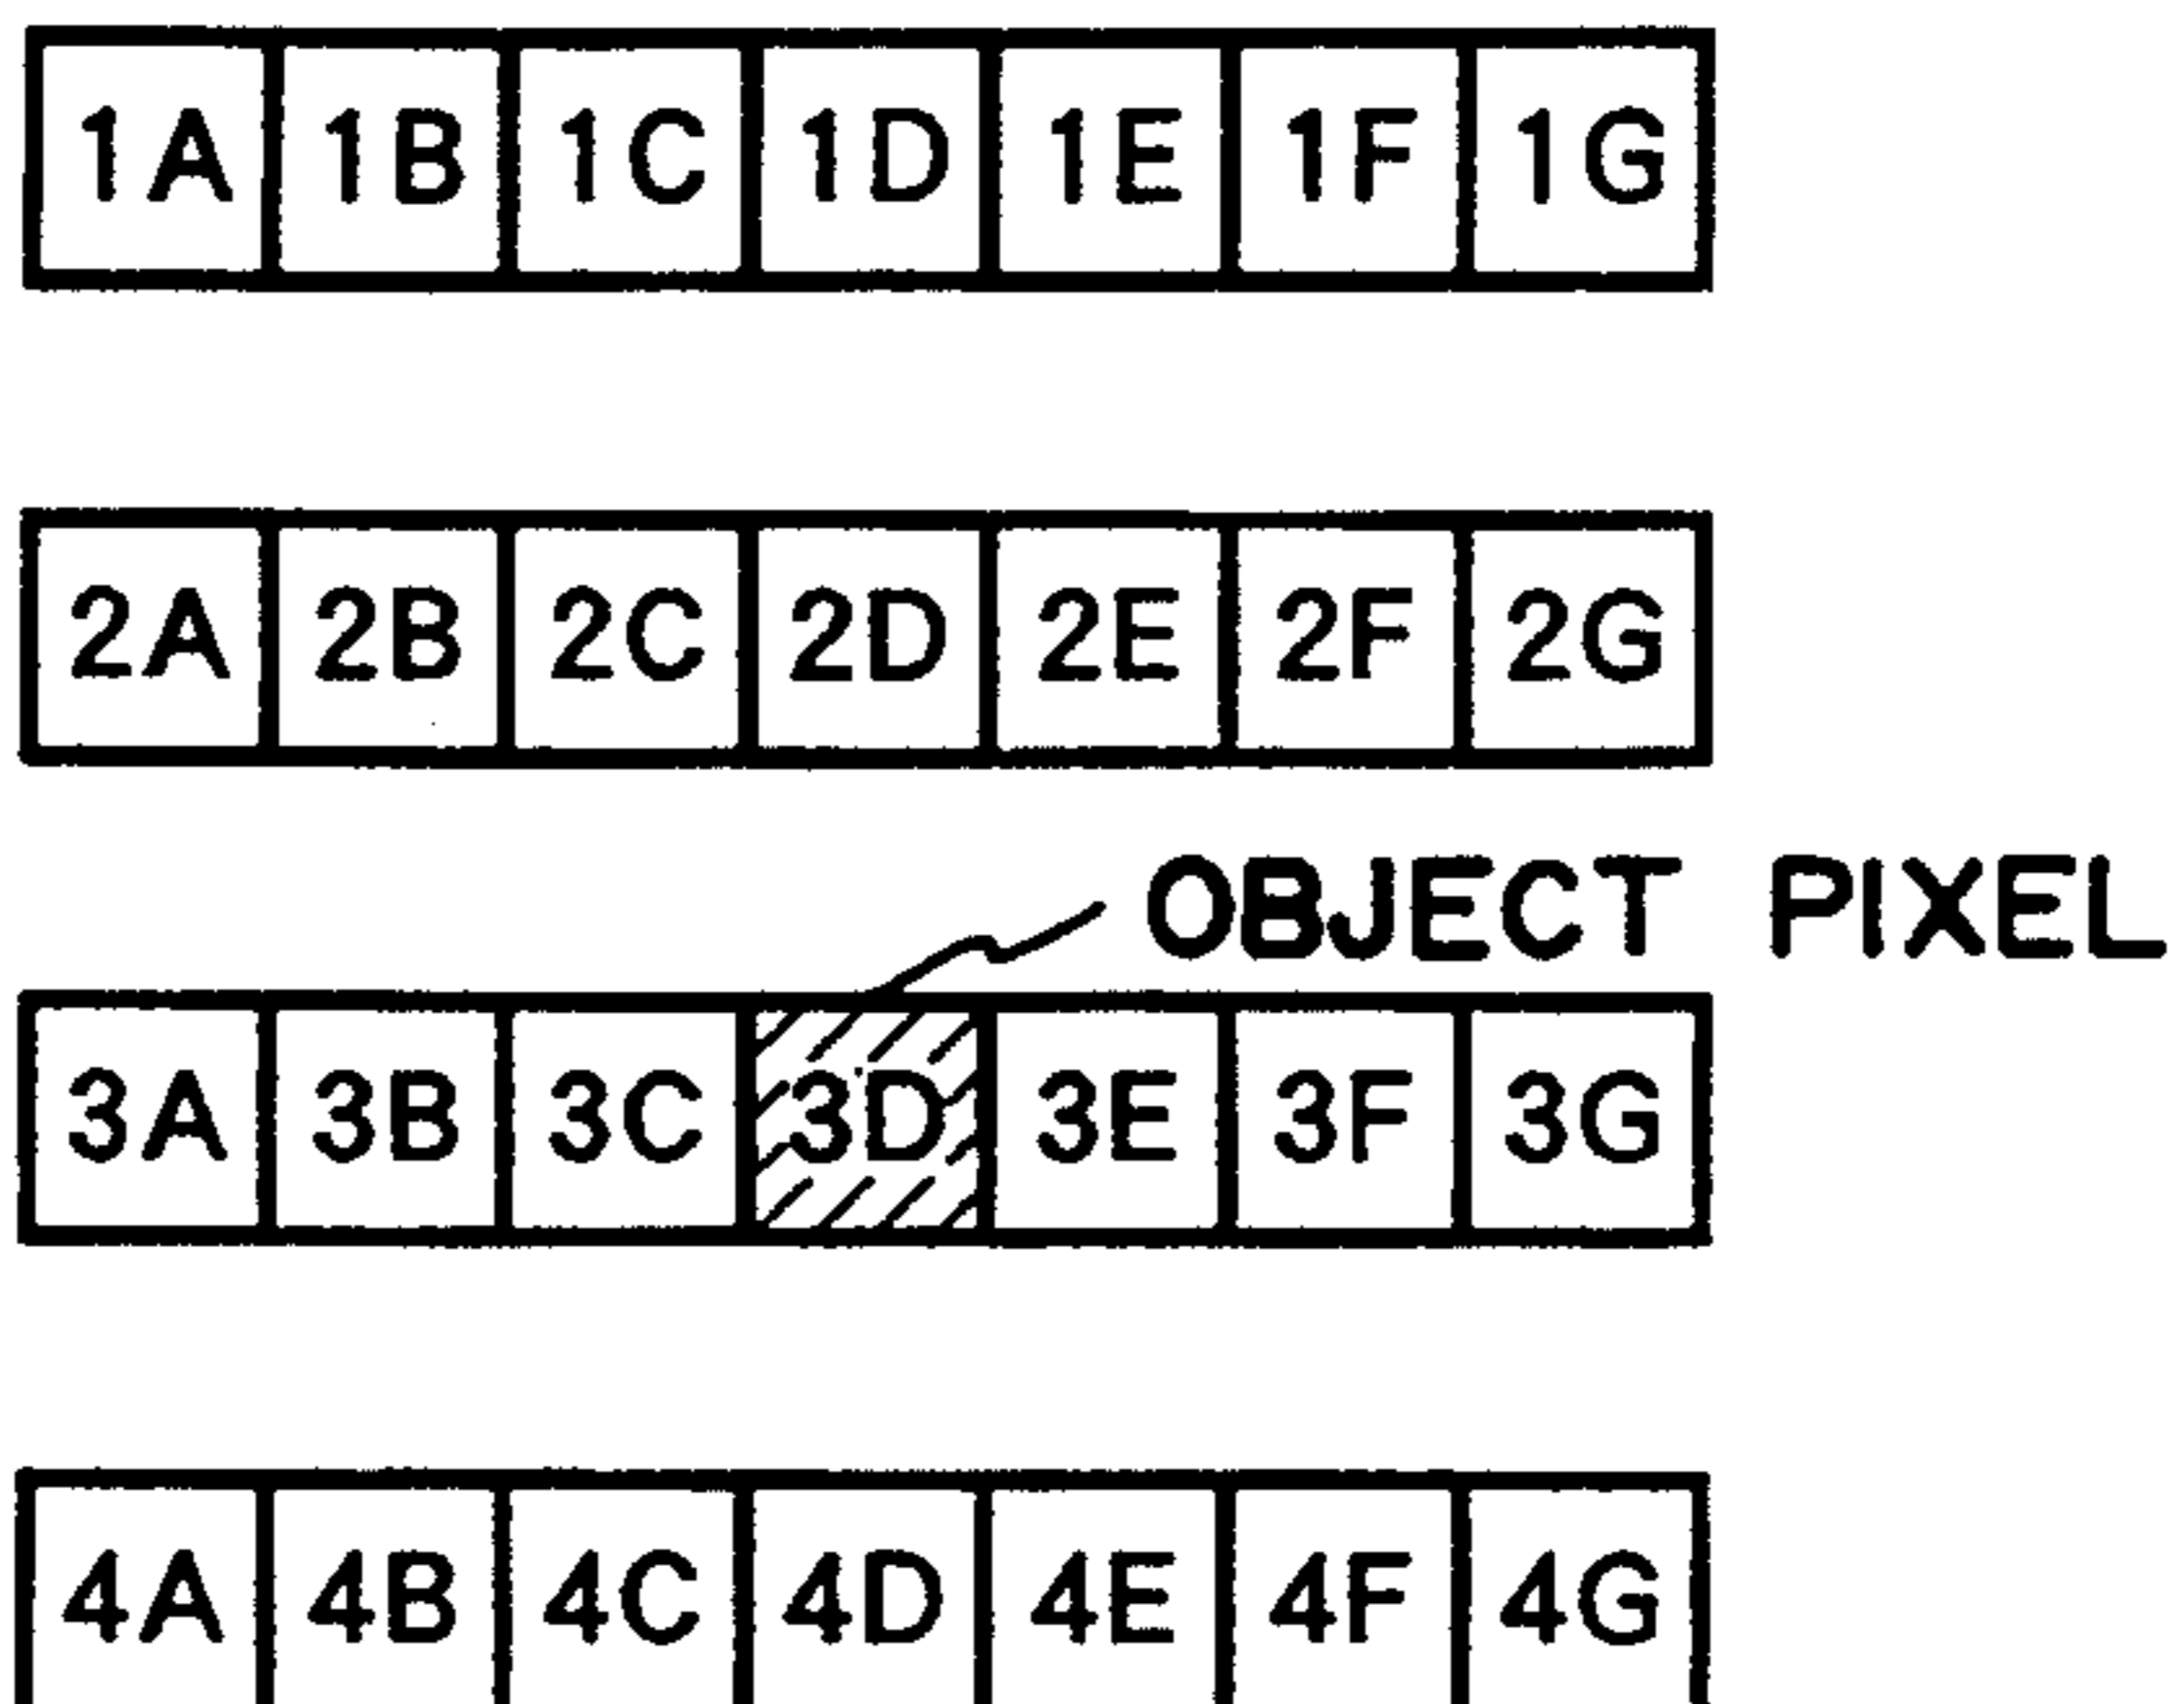 1A 1B 1C 1D 1E 1F 1G
2A 2B 2C 2D 2E 2F 2G
OBJECT PIXEL
3A 3B 3C 3D 3E 3F 3G
4A 4B 4C 4D 4E 4F 4G